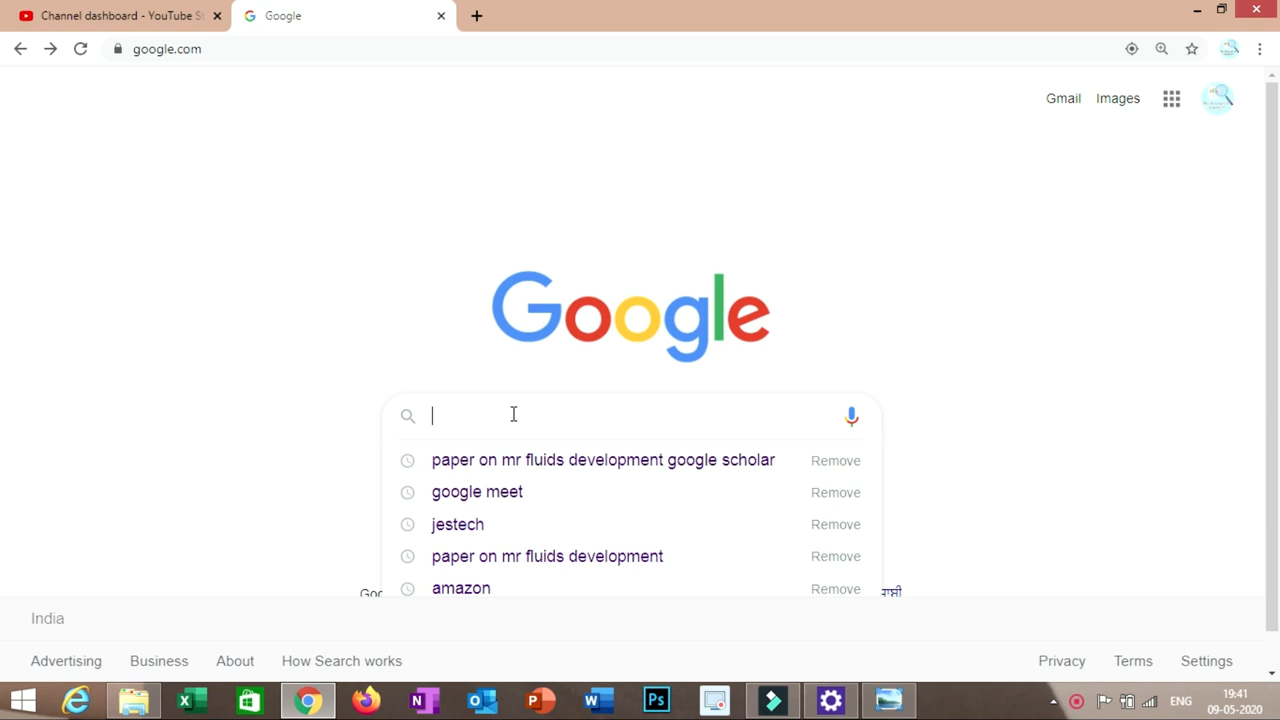 Channel dashboard - YouTube St
Google
google.com
Gmail Images
Google
paper on mr fluids development google scholar Remove
google meet Remove
jestech Remove
paper on mr fluids development Remove
amazon Remove
India
Advertising Business About How Search works Privacy Terms Settings
ENG
19:41
09-05-2020